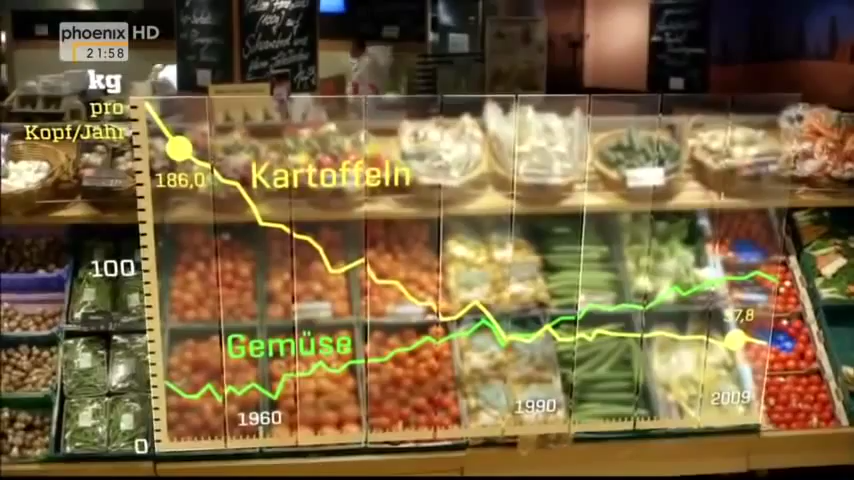 phoenix HD
21:58
kg
pro
Kopf/Jahr
186,0
Kartoffeln
100
57,8
Gemüse
1960
1990
2009
0